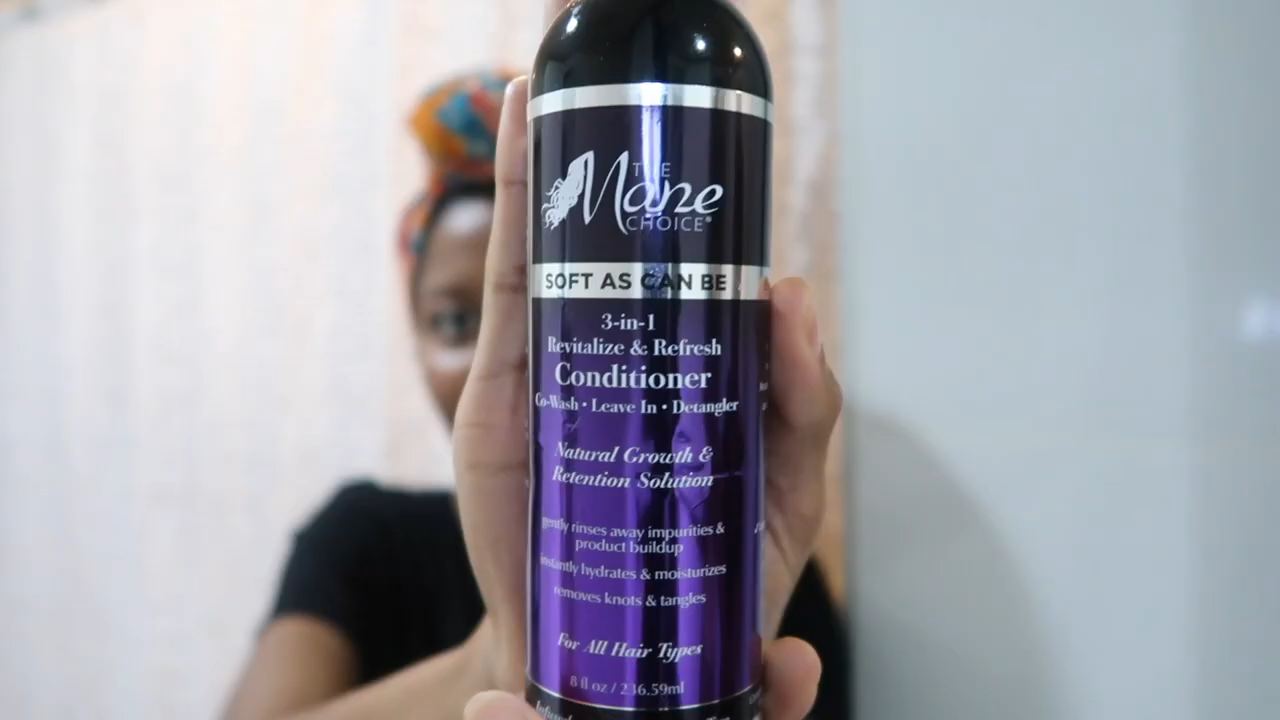 THE
Mane
CHOICE®
SOFT AS CAN BE
3-in-1
Revitalize & Refresh
Conditioner
Co-Wash • Leave In • Detangler
Natural Growth &
Retention Solution
gently rinses away impurities &
product buildup
instantly hydrates & moisturizes
removes knots & tangles
For All Hair Types
8 fl oz / 236.59ml